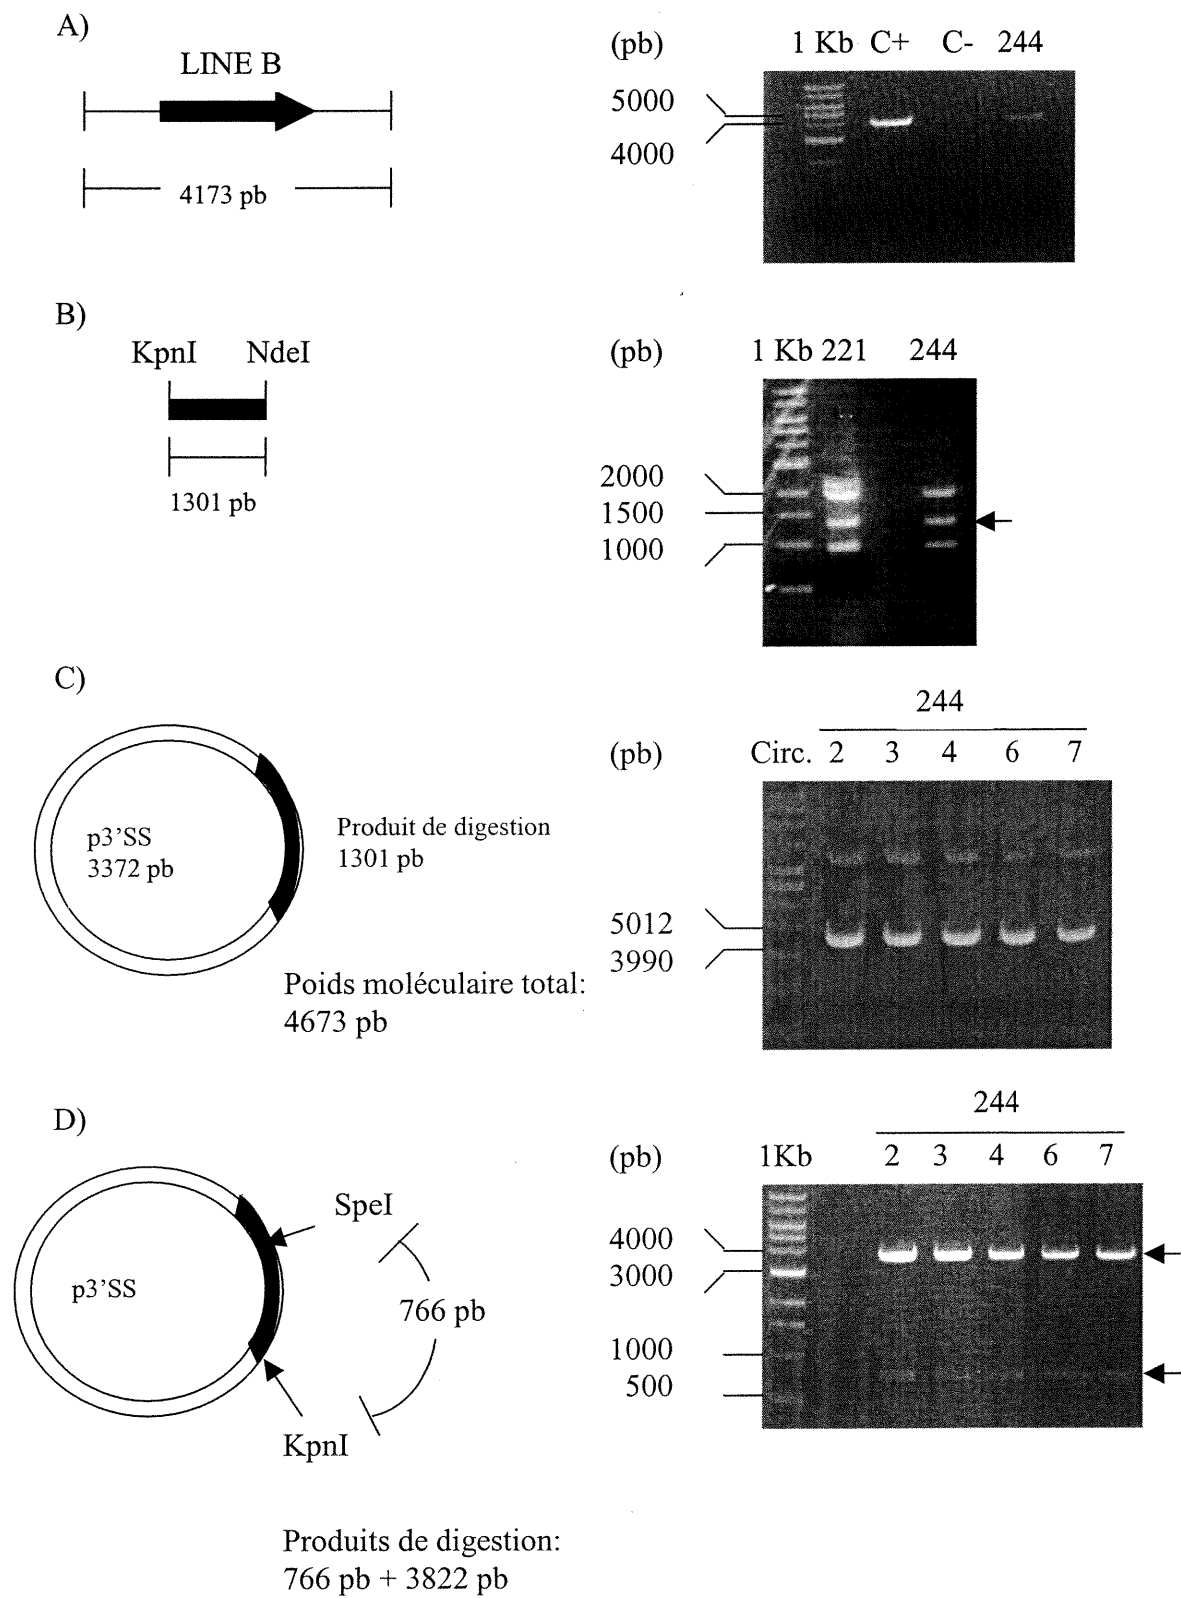 A)
LINE B
4173 pb
(pb) 1 Kb C+ C- 244
5000
4000
B)
KpnI NdeI
1301 pb
(pb) 1 Kb 221 244
2000
1500
1000
C)
p3'SS
3372 pb
Produit de digestion
1301 pb
Poids moléculaire total:
4673 pb
244
(pb) Circ. 2 3 4 6 7
5012
3990
D)
SpeI
p3'SS
766 pb
KpnI
Produits de digestion:
766 pb + 3822 pb
244
(pb) 1Kb 2 3 4 6 7
4000
3000
1000
500